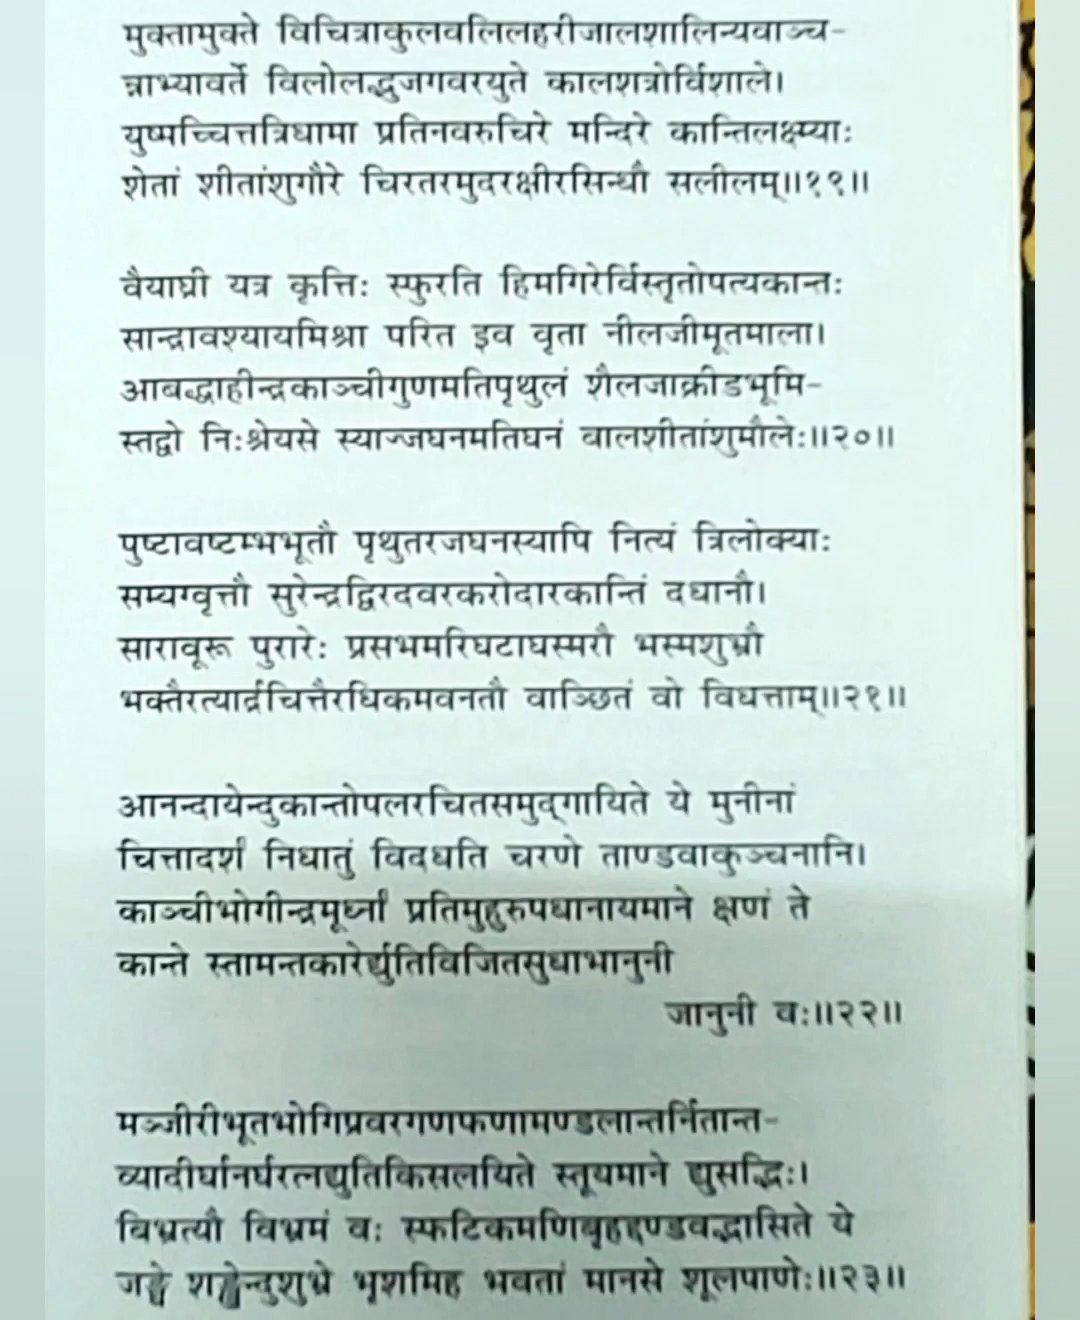 मुक्तामुक्ते विचित्राकुलवलिलहरीजालशालिन्यवाञ्च-
न्नाभ्यावर्ते विलोलद्भुजगवरयुते कालशत्रोर्विशाले।
युष्मच्चित्तत्रिधामा प्रतिनवरुचिरे मन्दिरे कान्तिलक्ष्म्याः
शेतां शीतांशुगौरे चिरतरमुदरक्षीरसिन्धौ सलीलम्॥१९॥
वैयाघ्री यत्र कृत्तिः स्फुरति हिमगिरेर्विस्तृतोपत्यकान्तः
सान्द्रावश्यायमिश्रा परित इव वृता नीलजीमूतमाला।
आबद्धाहीन्द्रकाञ्चीगुणमतिपृथुलं शैलजाक्रीडभूमि-
स्तद्वो निःश्रेयसे स्याज्जघनमतिघनं बालशीतांशुमौलेः॥२०॥
पुष्टावष्टम्भभूतौ पृथुतरजघनस्यापि नित्यं त्रिलोक्याः
सम्यग्वृत्तौ सुरेन्द्रद्विरदवरकरोदारकान्तिं दधानौ।
सारावूरू पुरारेः प्रसभमरिघटाघस्मरौ भस्मशुभ्रौ
भक्तैरत्यार्द्रचित्तैरधिकमवनतौ वाञ्छितं वो विधत्ताम्॥२१॥
आनन्दायेन्दुकान्तोपलरचितसमुद्गायिते ये मुनीनां
चित्तादर्शं निधातुं विदधति चरणे ताण्डवाकुञ्चनानि।
काञ्चीभोगीन्द्रमूर्ध्नां प्रतिमुहुरुपधानायमाने क्षणं ते
कान्ते स्तामन्तकारेर्द्युतिविजितसुधाभानुनी
जानुनी वः॥२२॥
मञ्जीरीभूतभोगिप्रवरगणफणामण्डलान्तर्नितान्त-
व्यादीर्घानर्घरत्नद्युतिकिसलयिते स्तूयमाने द्युसद्भिः।
बिभ्रत्यौ विभ्रमं वः स्फटिकमणिबृहद्दण्डवद्भासिते ये
जङ्घे शङ्खेन्दुशुभ्रे भृशमिह भवतां मानसे शूलपाणेः॥२३॥